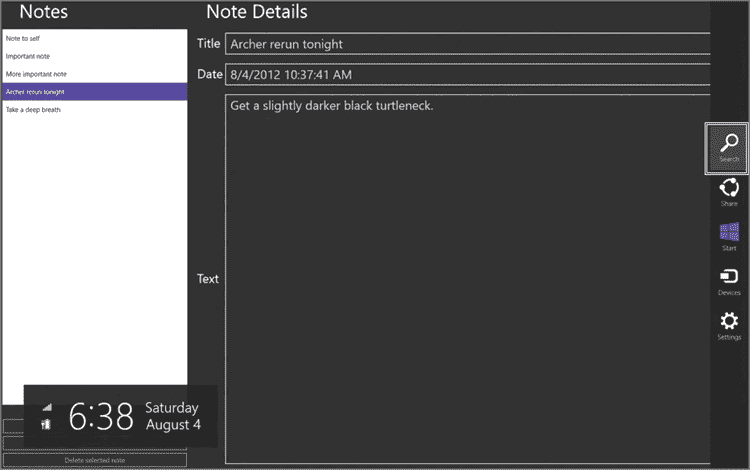 Notes
Note to self
Important note
More important note
Archer rerun tonight
Take a deep breath
Delete selected note
Note Details
Title
Archer rerun tonight
Date
8/4/2012 10:37:41 AM
Text
Get a slightly darker black turtleneck.
6:38
Saturday
August 4
Search
Share
Start
Devices
Settings